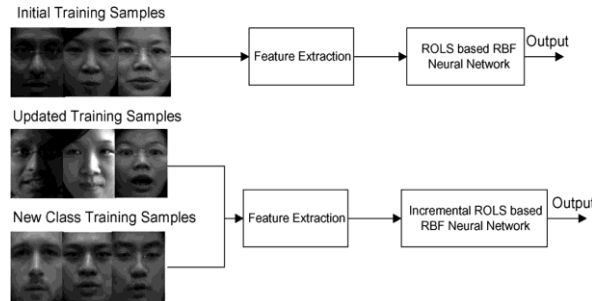 Initial Training Samples
Feature Extraction
ROLS based RBF
Neural Network
Output
Updated Training Samples
New Class Training Samples
Feature Extraction
Incremental ROLS based
RBF Neural Network
Output